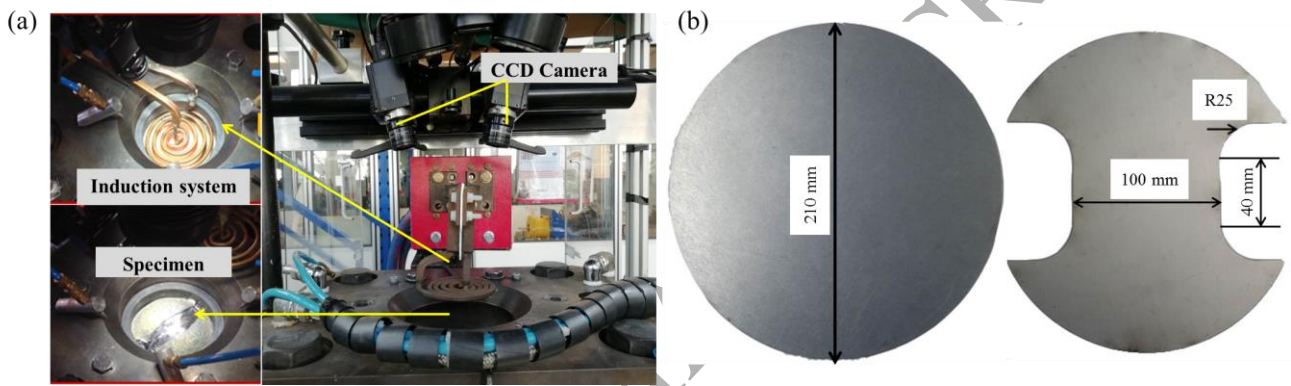 (a)
CCD Camera
Induction system
Specimen
(b)
210 mm
R25
100 mm
40 mm